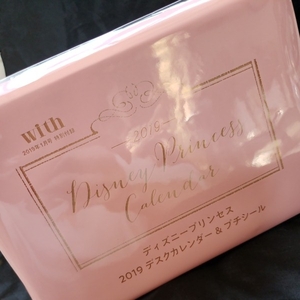 with
2019年1月号 特別付録
2019
Disney Princess
Calendar
ディズニープリンセス
2019 デスクカレンダー & プチシール